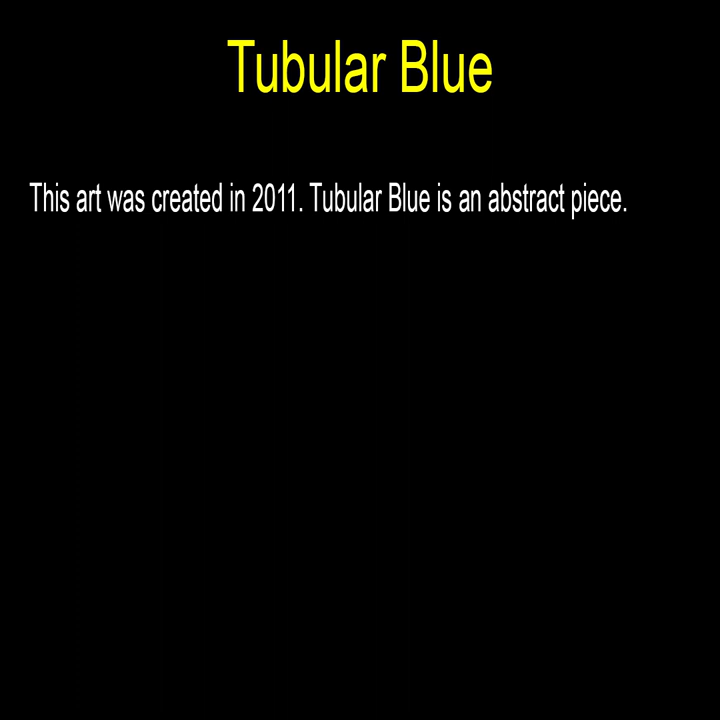 Tubular Blue
This art was created in 2011. Tubular Blue is an abstract piece.